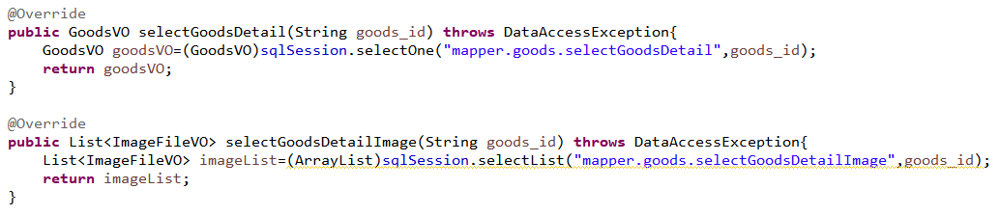 @Override
public GoodsVO selectGoodsDetail(String goods_id) throws DataAccessException{
    GoodsVO goodsVO=(GoodsVO)sqlSession.selectOne("mapper.goods.selectGoodsDetail",goods_id);
    return goodsVO;
}
@Override
public List<ImageFileVO> selectGoodsDetailImage(String goods_id) throws DataAccessException{
    List<ImageFileVO> imageList=(ArrayList)sqlSession.selectList("mapper.goods.selectGoodsDetailImage",goods_id);
    return imageList;
}